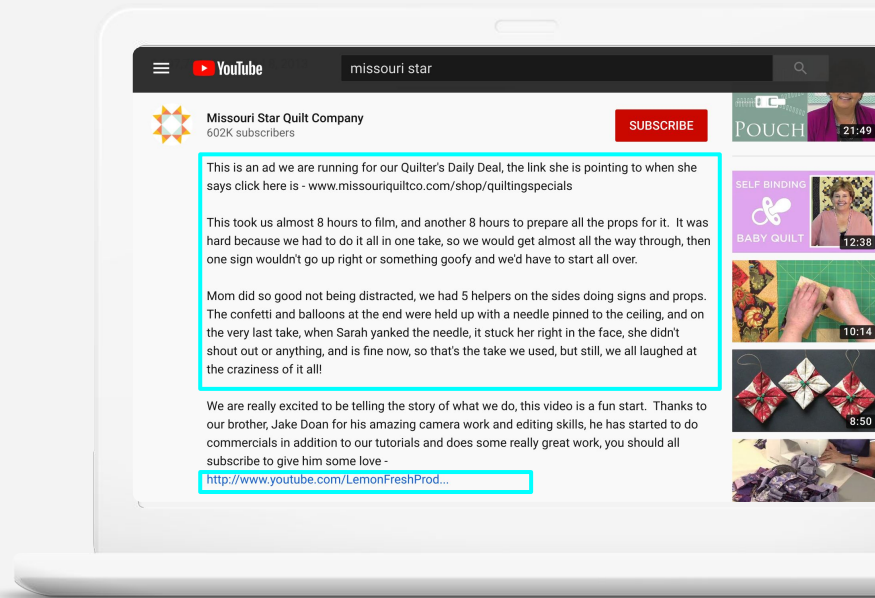 YouTube
missouri star
Missouri Star Quilt Company
602K subscribers
SUBSCRIBE
This is an ad we are running for our Quilter's Daily Deal, the link she is pointing to when she
says click here is - www.missouriquiltco.com/shop/quiltingspecials
This took us almost 8 hours to film, and another 8 hours to prepare all the props for it. It was
hard because we had to do it all in one take, so we would get almost all the way through, then
one sign wouldn't go up right or something goofy and we'd have to start all over.
Mom did so good not being distracted, we had 5 helpers on the sides doing signs and props.
The confetti and balloons at the end were held up with a needle pinned to the ceiling, and on
the very last take, when Sarah yanked the needle, it stuck her right in the face, she didn't
shout out or anything, and is fine now, so that's the take we used, but still, we all laughed at
the craziness of it all!
We are really excited to be telling the story of what we do, this video is a fun start. Thanks to
our brother, Jake Doan for his amazing camera work and editing skills, he has started to do
commercials in addition to our tutorials and does some really great work, you should all
subscribe to give him some love -
http://www.youtube.com/LemonFreshProd...
POUCH
21:49
SELF BINDING
BABY QUILT
12:38
10:14
8:50